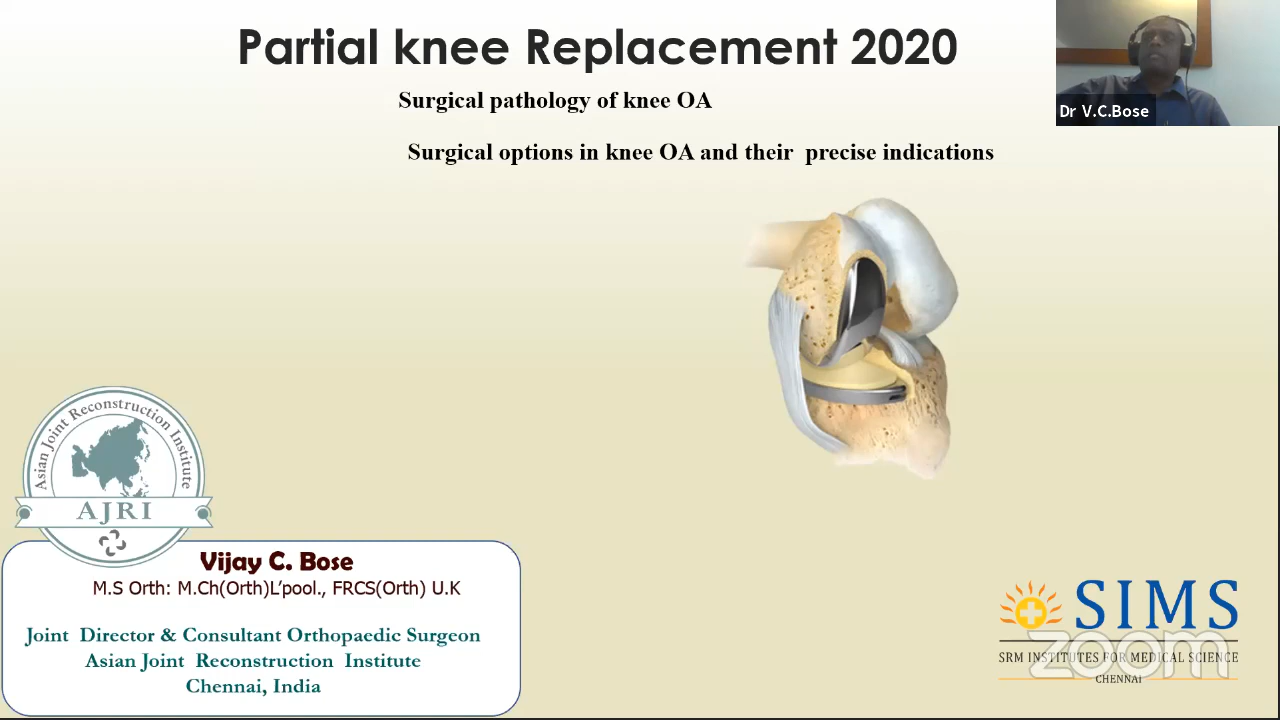 Partial knee Replacement 2020
Surgical pathology of knee OA
Surgical options in knee OA and their precise indications
Dr V.C.Bose
Asian Joint Reconstruction Institute
AJRI
Vijay C. Bose
M.S Orth: M.Ch(Orth)L'pool., FRCS(Orth) U.K
Joint Director & Consultant Orthopaedic Surgeon
Asian Joint Reconstruction Institute
Chennai, India
SIMS
SRM INSTITUTES FOR MEDICAL SCIENCE
CHENNAI
zoom